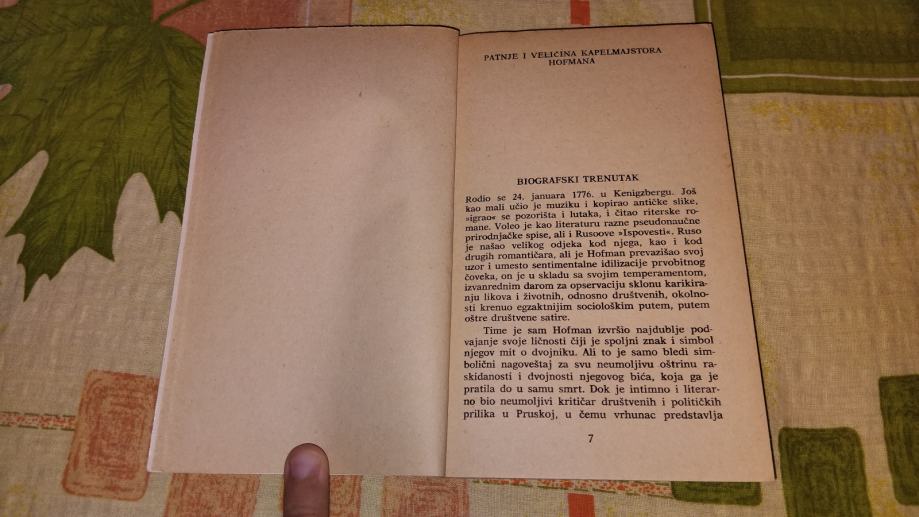 PATNJE I VELIČINA KAPELMAJSTORA
HOFMANA
BIOGRAFSKI TRENUTAK
Rodio se 24. januara 1776. u Kenigzbergu. Još
kao mali učio je muziku i kopirao antičke slike,
»igrao« se pozorišta i lutaka, i čitao riterske ro-
mane. Voleo je kao literaturu razne pseudonaučne
prirodnjačke spise, ali i Rusoove »Ispovesti«. Ruso
je našao velikog odjeka kod njega, kao i kod
drugih romantičara, ali je Hofman prevazišao svoj
uzor i umesto sentimentalne idilizacije prvobitnog
čoveka, on je u skladu sa svojim temperamentom,
izvanrednim darom za opservaciju sklonu karikira-
nju likova i životnih, odnosno društvenih, okolno-
sti krenuo egzaktnijim sociološkim putem, putem
oštre društvene satire.
Time je sam Hofman izvršio najdublje pod-
vajanje svoje ličnosti čiji je spoljni znak i simbol
njegov mit o dvojniku. Ali to je samo bledi sim-
bolični nagoveštaj za svu neumoljivu oštrinu ra-
skidanosti i dvojnosti njegovog bića, koja ga je
pratila do u samu smrt. Dok je intimno i literar-
no bio neumoljivi kritičar društvenih i političkih
prilika u Pruskoj, u čemu vrhunac predstavlja
7